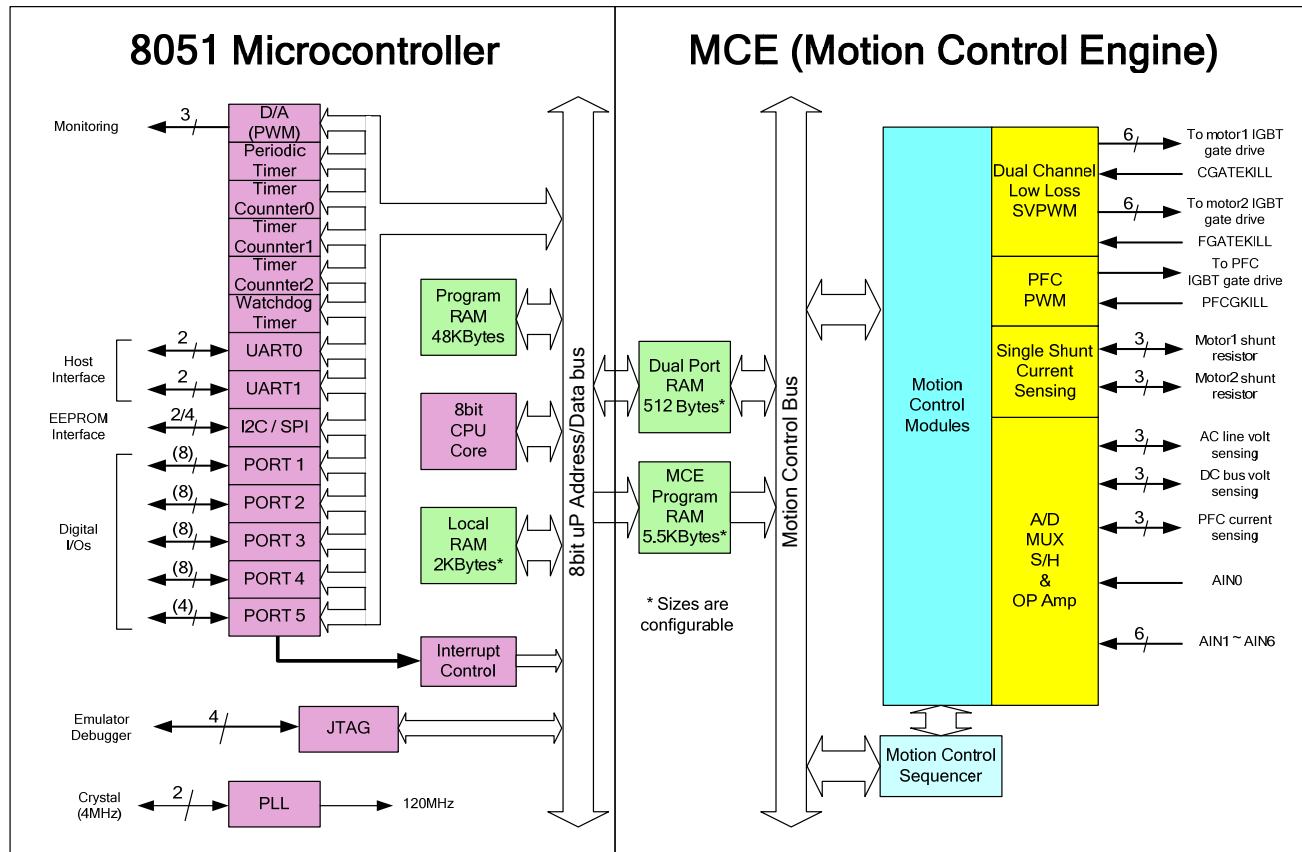 8051 Microcontroller
MCE (Motion Control Engine)
Monitoring
3
D/A
(PWM)
Periodic
Timer
Timer
Counnter0
Timer
Counnter1
Timer
Counnter2
Watchdog
Timer
Host
Interface
2
UART0
2
UART1
EEPROM
Interface
2/4
I2C / SPI
Digital
I/Os
(8)
PORT 1
(8)
PORT 2
(8)
PORT 3
(8)
PORT 4
(4)
PORT 5
Interrupt
Control
Emulator
Debugger
4
JTAG
Crystal
(4MHz)
2
PLL
120MHz
Program
RAM
48KBytes
8bit
CPU
Core
Local
RAM
2KBytes*
8bit uP Address/Data bus
Dual Port
RAM
512 Bytes*
MCE
Program
RAM
5.5KBytes*
* Sizes are
configurable
Motion Control Bus
Motion
Control
Modules
Motion Control
Sequencer
Dual Channel
Low Loss
SVPWM
PFC
PWM
Single Shunt
Current
Sensing
A/D
MUX
S/H
&
OP Amp
6
To motor1 IGBT
gate drive
CGATEKILL
6
To motor2 IGBT
gate drive
FGATEKILL
To PFC
IGBT gate drive
PFCGKILL
3
Motor1 shunt
resistor
3
Motor2 shunt
resistor
3
AC line volt
sensing
3
DC bus volt
sensing
3
PFC current
sensing
AIN0
6
AIN1 ~ AIN6